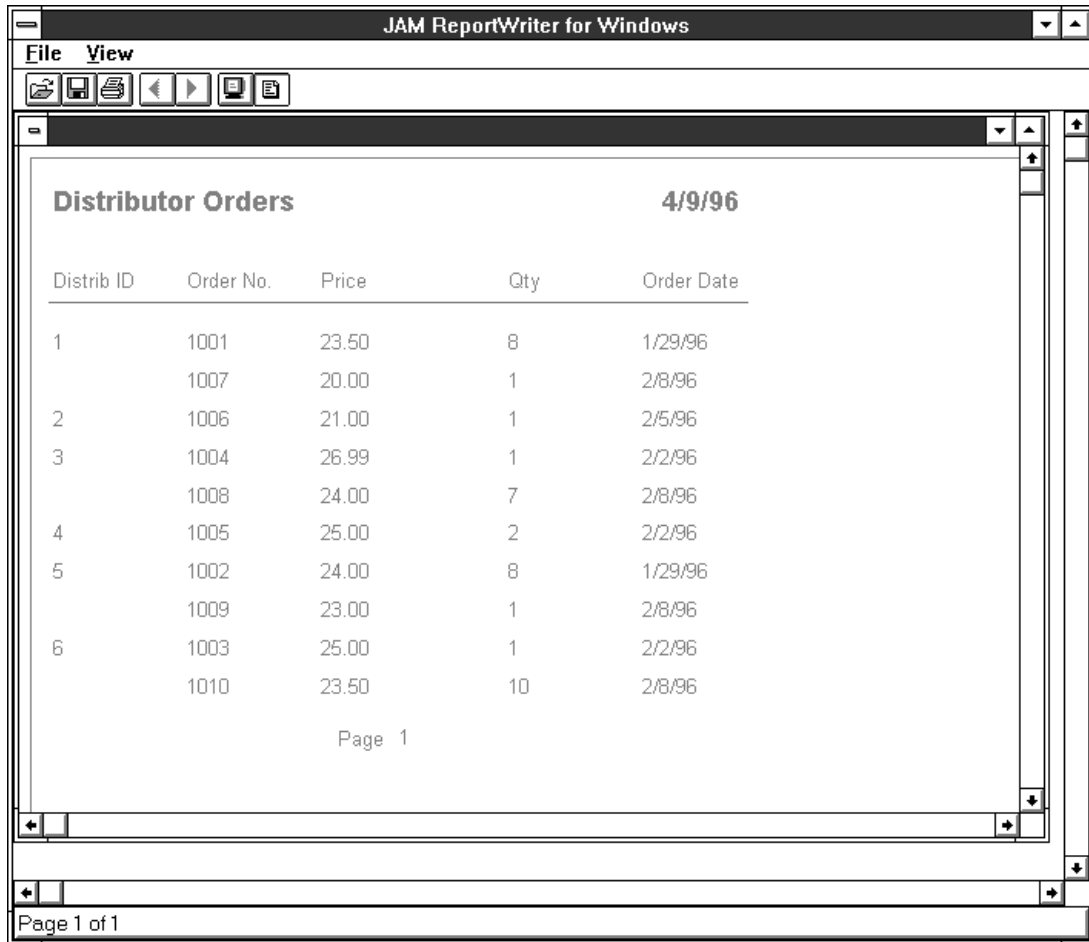 JAM ReportWriter for Windows
File View
Distributor Orders 4/9/96
Distrib ID Order No. Price Qty Order Date
1 1001 23.50 8 1/29/96
1007 20.00 1 2/8/96
2 1006 21.00 1 2/5/96
3 1004 26.99 1 2/2/96
1008 24.00 7 2/8/96
4 1005 25.00 2 2/2/96
5 1002 24.00 8 1/29/96
1009 23.00 1 2/8/96
6 1003 25.00 1 2/2/96
1010 23.50 10 2/8/96
Page 1
Page 1 of 1